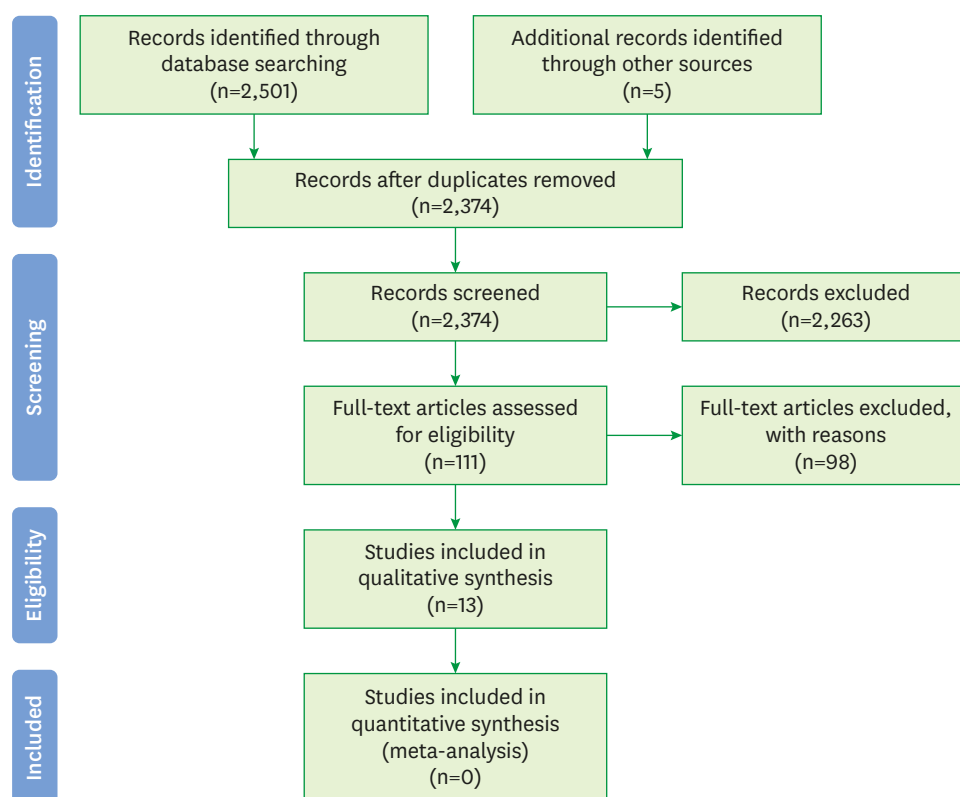 Identification
Records identified through
database searching
(n=2,501)
Additional records identified
through other sources
(n=5)
Records after duplicates removed
(n=2,374)
Screening
Records screened
(n=2,374)
Records excluded
(n=2,263)
Full-text articles assessed
for eligibility
(n=111)
Full-text articles excluded,
with reasons
(n=98)
Eligibility
Studies included in
qualitative synthesis
(n=13)
Included
Studies included in
quantitative synthesis
(meta-analysis)
(n=0)